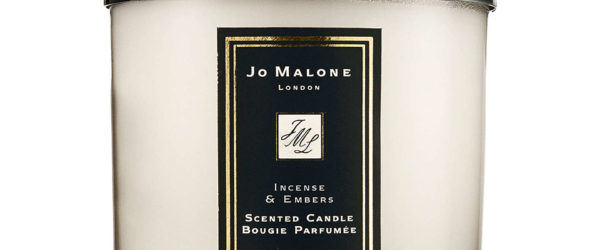 JO MALONE
LONDON
JML
INCENSE
& EMBERS
SCENTED CANDLE
BOUGIE PARFUMÉE